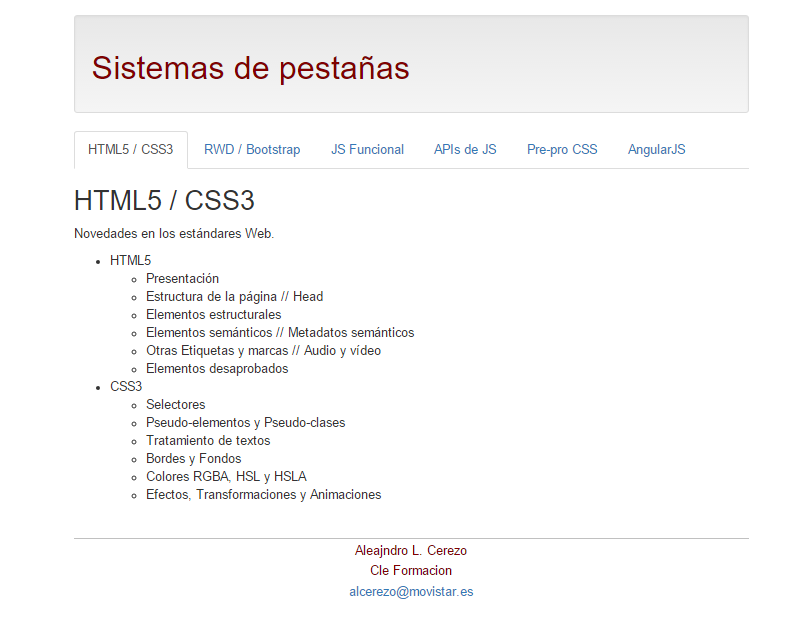 Sistemas de pestañas
HTML5 / CSS3 RWD / Bootstrap JS Funcional APIs de JS Pre-pro CSS AngularJS
HTML5 / CSS3
Novedades en los estándares Web.
HTML5
Presentación
Estructura de la página // Head
Elementos estructurales
Elementos semánticos // Metadatos semánticos
Otras Etiquetas y marcas // Audio y vídeo
Elementos desaprobados
CSS3
Selectores
Pseudo-elementos y Pseudo-clases
Tratamiento de textos
Bordes y Fondos
Colores RGBA, HSL y HSLA
Efectos, Transformaciones y Animaciones
Aleajndro L. Cerezo
Cle Formacion
alcerezo@movistar.es